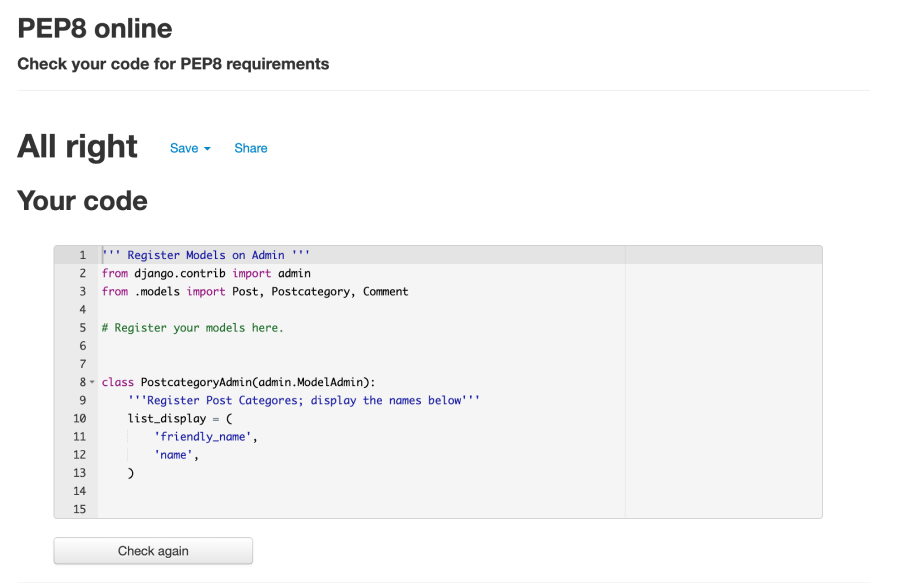 PEP8 online
Check your code for PEP8 requirements
All right Save Share
Your code
1 ''' Register Models on Admin '''
2 from django.contrib import admin
3 from .models import Post, Postcategory, Comment
4
5 # Register your models here.
6
7
8 class PostcategoryAdmin(admin.ModelAdmin):
9 '''Register Post Categores; display the names below'''
10 list_display = (
11 'friendly_name',
12 'name',
13 )
14
15
Check again